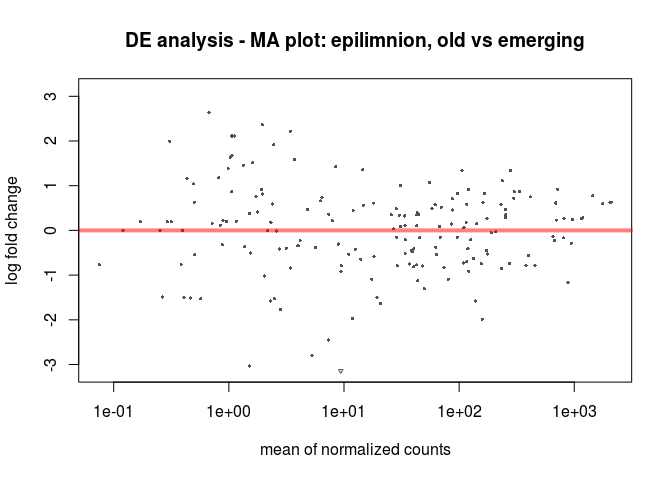 DE analysis - MA plot: epilimnion, old vs emerging
3
2
1
0
-1
-2
-3
log fold change
1e-01 1e+00 1e+01 1e+02 1e+03
mean of normalized counts